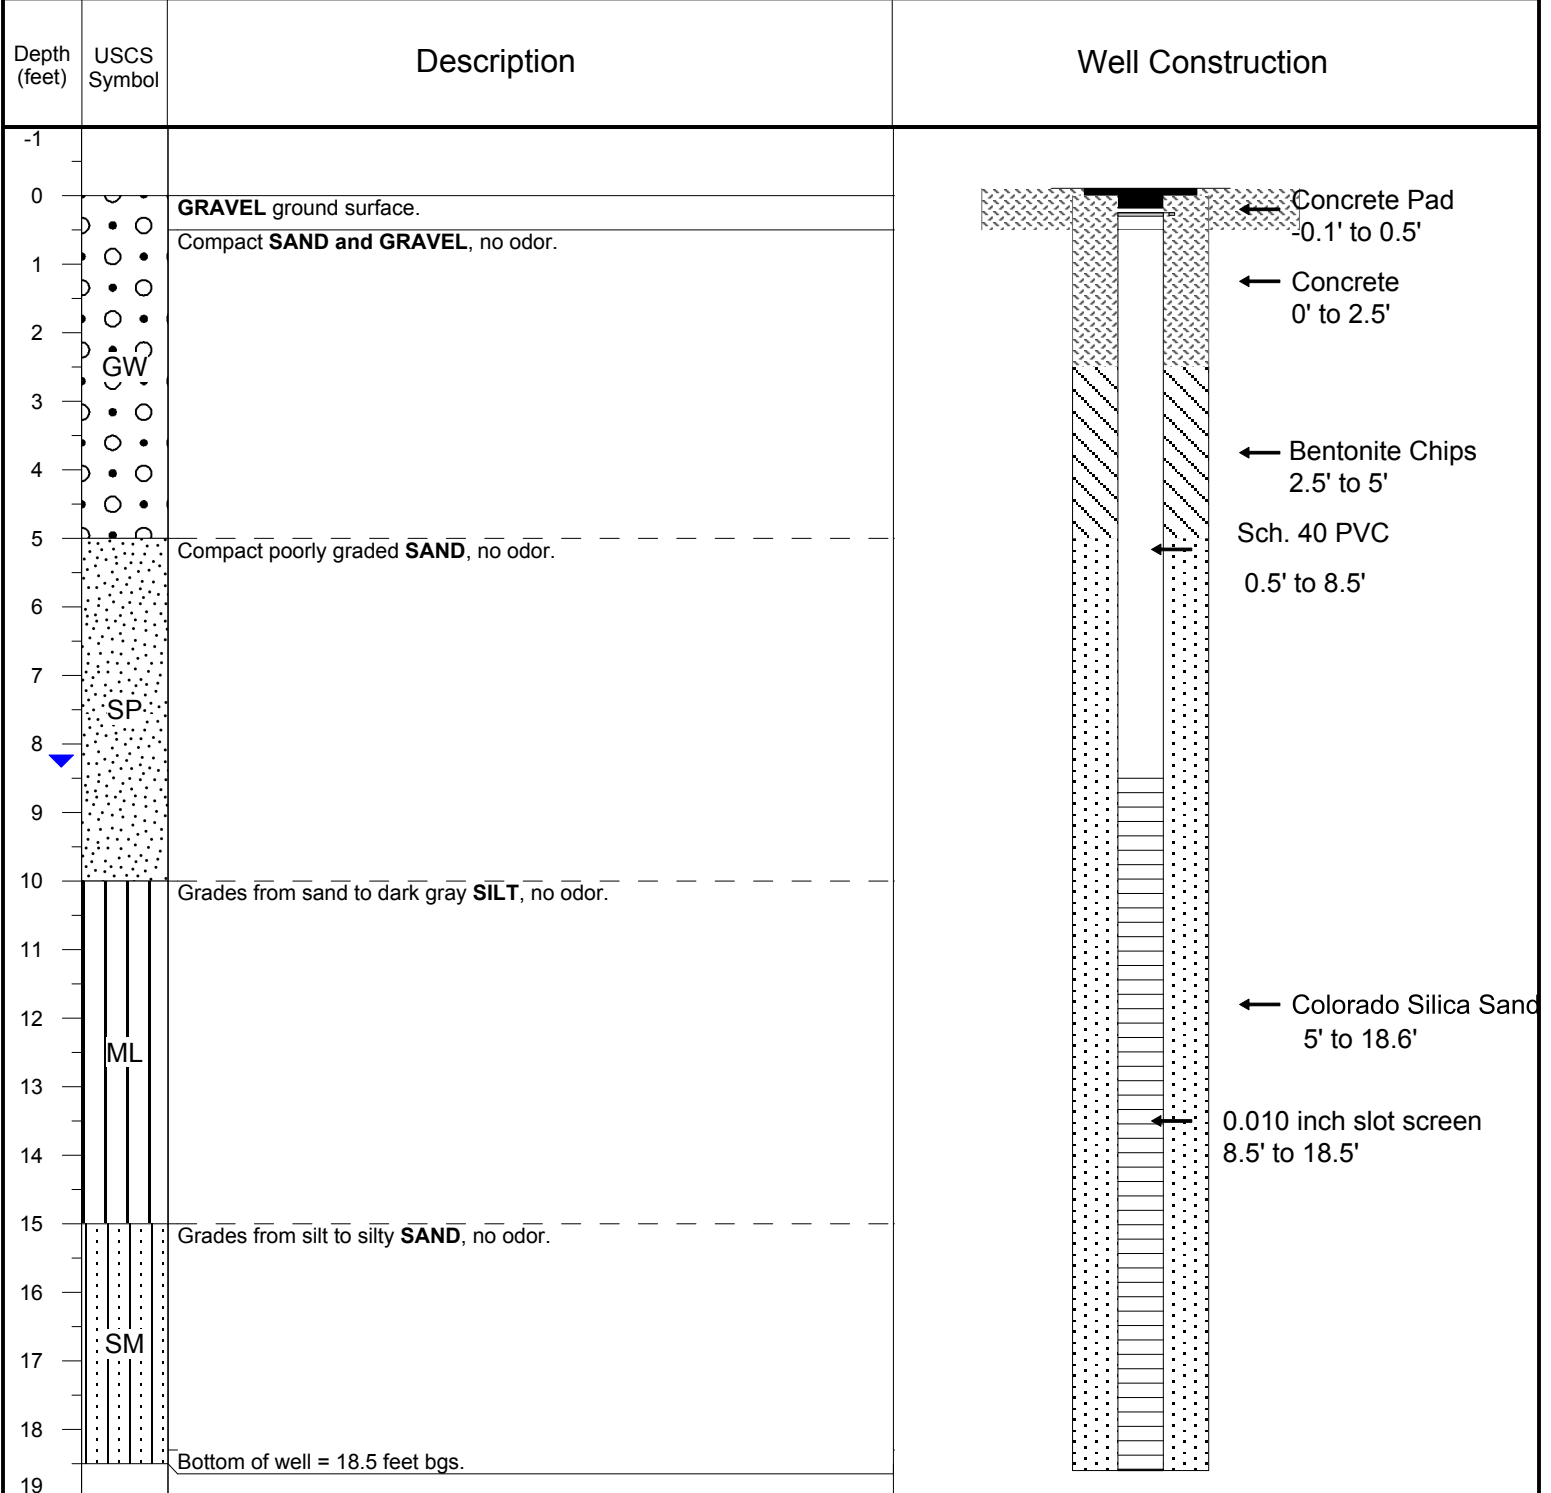 Depth
(feet)
USCS
Symbol
Description
Well Construction
-1
0
GRAVEL ground surface.
Concrete Pad
-0.1' to 0.5'
Compact SAND and GRAVEL, no odor.
1
Concrete
0' to 2.5'
2
GW
3
4
Bentonite Chips
2.5' to 5'
5
Compact poorly graded SAND, no odor.
Sch. 40 PVC
0.5' to 8.5'
6
7
SP
8
9
10
Grades from sand to dark gray SILT, no odor.
11
12
Colorado Silica Sand
5' to 18.6'
ML
13
0.010 inch slot screen
8.5' to 18.5'
14
15
Grades from silt to silty SAND, no odor.
16
SM
17
18
Bottom of well = 18.5 feet bgs.
19